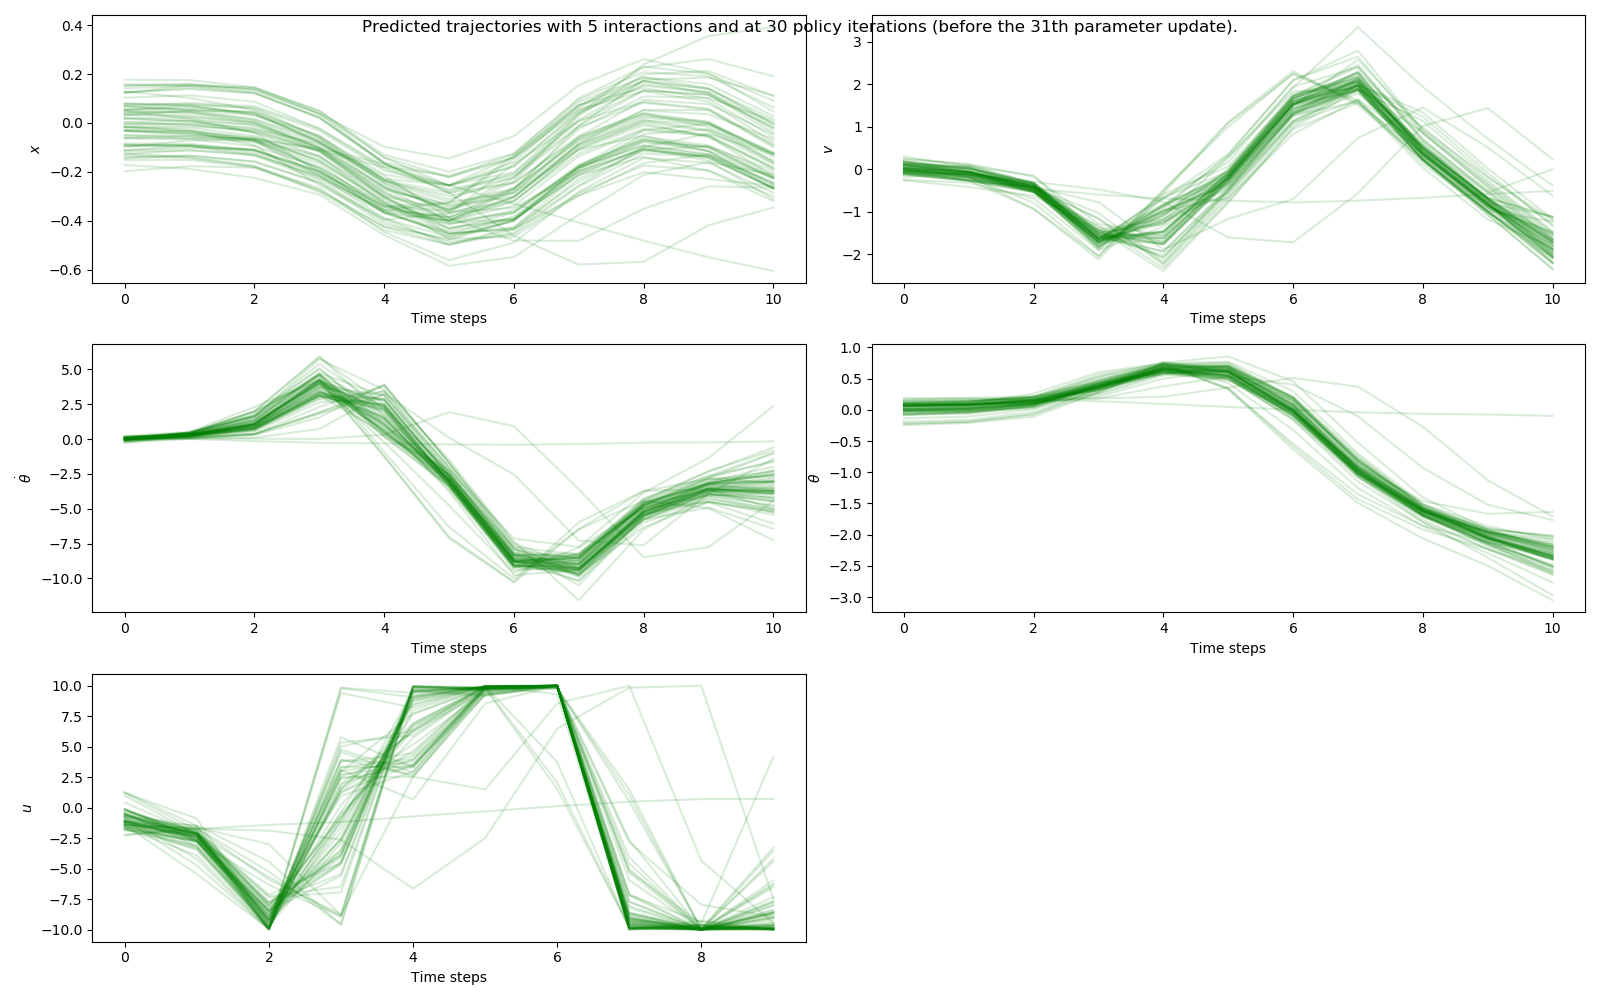 Predicted trajectories with 5 interactions and at 30 policy iterations (before the 31th parameter update).
0.4
0.2
0.0
−0.2
−0.4
−0.6
x
0 2 4 6 8 10
Time steps
3
2
1
0
−1
−2
v
0 2 4 6 8 10
Time steps
5.0
2.5
0.0
−2.5
−5.0
−7.5
−10.0
θ̇
0 2 4 6 8 10
Time steps
1.0
0.5
0.0
−0.5
−1.0
−1.5
−2.0
−2.5
−3.0
θ
0 2 4 6 8 10
Time steps
10.0
7.5
5.0
2.5
0.0
−2.5
−5.0
−7.5
−10.0
u
0 2 4 6 8
Time steps